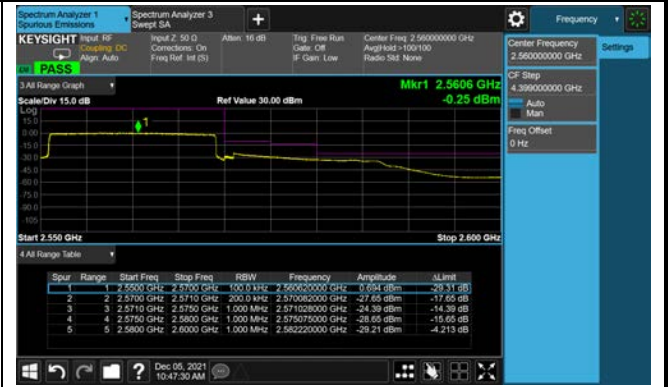 Spectrum Analyzer 1
Spurious Emissions
Spectrum Analyzer 3
Swept SA
+
Frequency
KEYSIGHT
Input: RF
Coupling: DC
Align: Auto
Input Z: 50 Ω
Corrections: On
Freq Ref: Int (S)
Atten: 16 dB
Trig: Free Run
Gate: Off
IF Gain: Low
Center Freq: 2.560000000 GHz
Avg|Hold:>100/100
Radio Std: None
PASS
Center Frequency
2.560000000 GHz
Settings
CF Step
4.399000000 GHz
Auto
Man
Freq Offset
0 Hz
3 All Range Graph
Mkr1 2.5606 GHz
-0.25 dBm
Scale/Div 15.0 dB
Ref Value 30.00 dBm
Log
15.0
0.00
-15.0
-30.0
-45.0
-60.0
-75.0
-90.0
-105
1
Start 2.550 GHz
Stop 2.600 GHz
4 All Range Table
Spur Range Start Freq Stop Freq RBW Frequency Amplitude ΔLimit
1 1 2.5500 GHz 2.5700 GHz 100.0 kHz 2.560620000 GHz 0.694 dBm -29.31 dB
2 2 2.5700 GHz 2.5710 GHz 200.0 kHz 2.570082000 GHz -27.65 dBm -17.65 dB
3 3 2.5710 GHz 2.5750 GHz 1.000 MHz 2.571028000 GHz -24.39 dBm -14.39 dB
4 4 2.5750 GHz 2.5800 GHz 1.000 MHz 2.575075000 GHz -28.65 dBm -15.65 dB
5 5 2.5800 GHz 2.6000 GHz 1.000 MHz 2.582220000 GHz -29.21 dBm -4.213 dB
?
Dec 05, 2021
10:47:30 AM